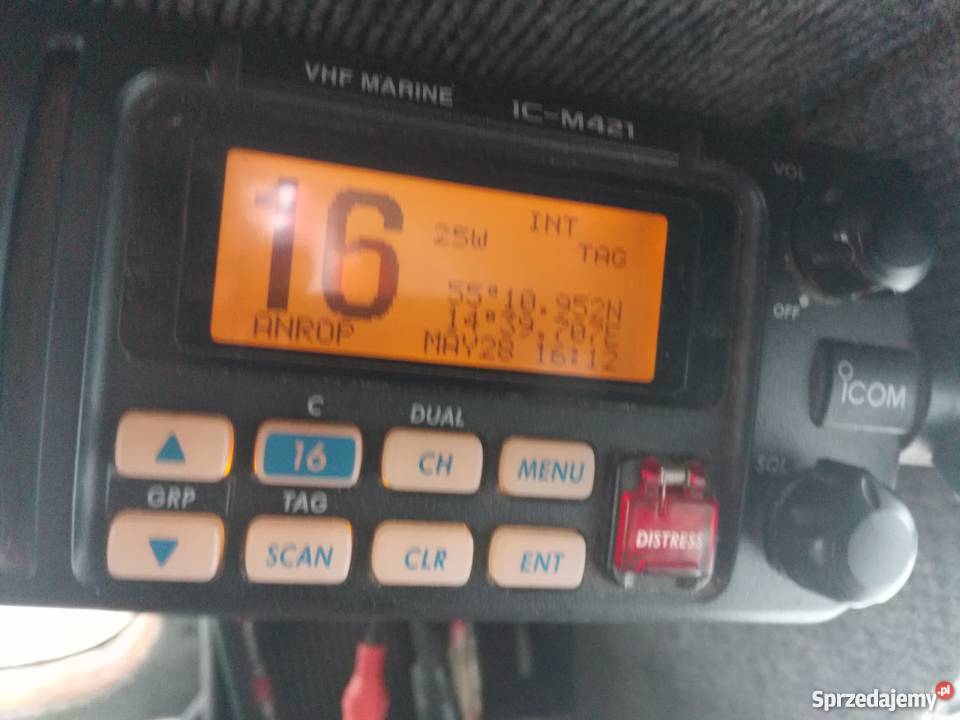 VHF MARINE
IC-M421
VOL
16
25W
INT
TAG
55°10.952N
ANROP
MAY28 16:12
OFF
ICOM
C
DUAL
16
CH
MENU
SQL
GRP
TAG
DISTRESS
SCAN
CLR
ENT
Sprzedajemy.pl